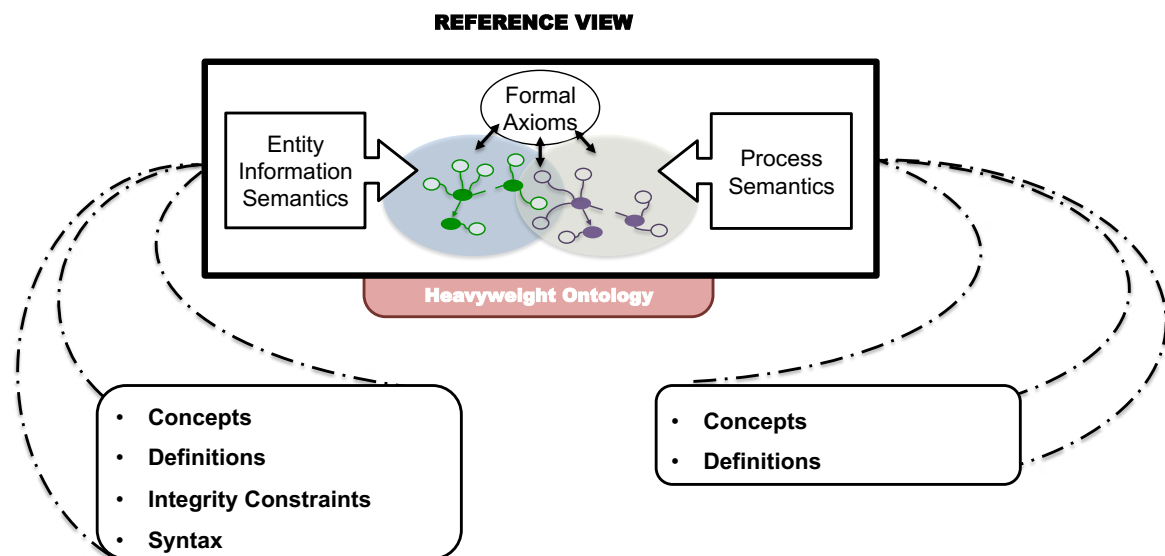 REFERENCE VIEW
Formal
Axioms
Entity
Information
Semantics
Process
Semantics
Heavyweight Ontology
• Concepts
• Definitions
• Integrity Constraints
• Syntax
• Concepts
• Definitions